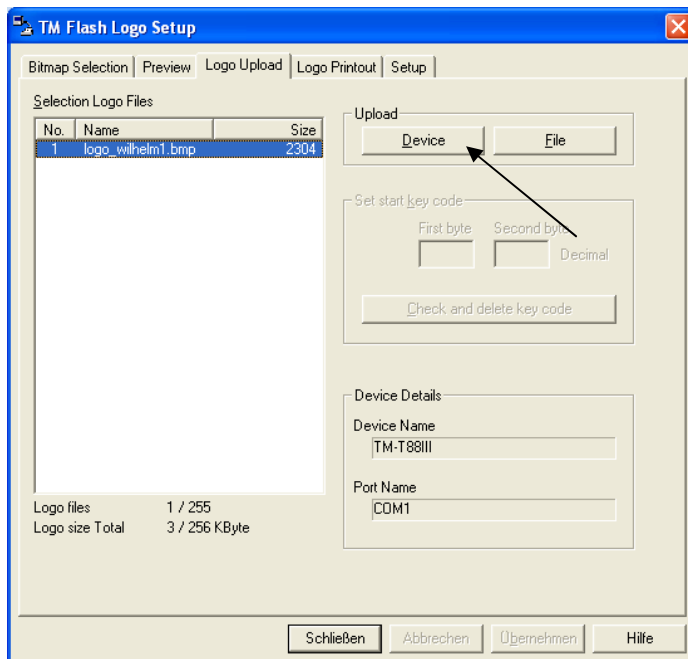 TM Flash Logo Setup
Bitmap Selection Preview Logo Upload Logo Printout Setup
Selection Logo Files
No. Name Size
1 logo_wilhelm1.bmp 2304
Logo files 1 / 255
Logo size Total 3 / 256 KByte
Upload
Device File
Set start key code
First byte Second byte
Decimal
Check and delete key code
Device Details
Device Name
TM-T88III
Port Name
COM1
Schließen Abbrechen Übernehmen Hilfe